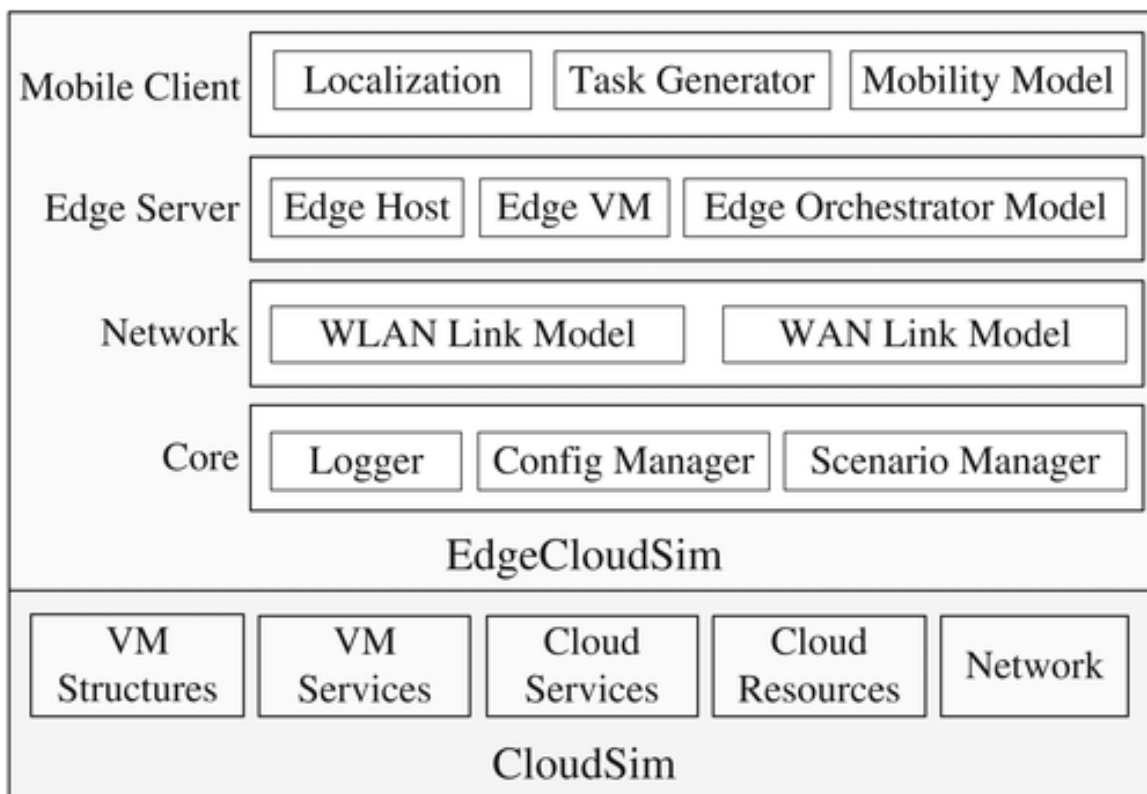 Mobile Client
Localization
Task Generator
Mobility Model
Edge Server
Edge Host
Edge VM
Edge Orchestrator Model
Network
WLAN Link Model
WAN Link Model
Core
Logger
Config Manager
Scenario Manager
EdgeCloudSim
VM
Structures
VM
Services
Cloud
Services
Cloud
Resources
Network
CloudSim